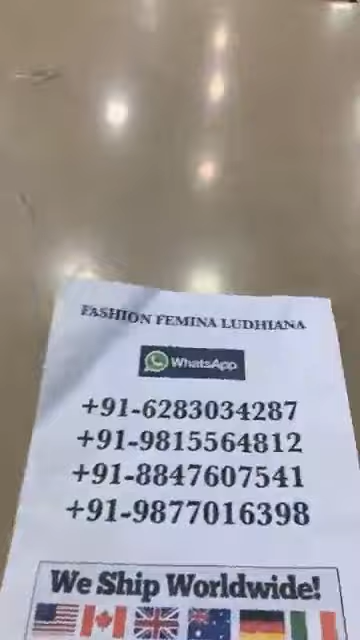 FASHION FEMINA LUDHIANA
WhatsApp
+91-6283034287
+91-9815564812
+91-8847607541
+91-9877016398
We Ship Worldwide!